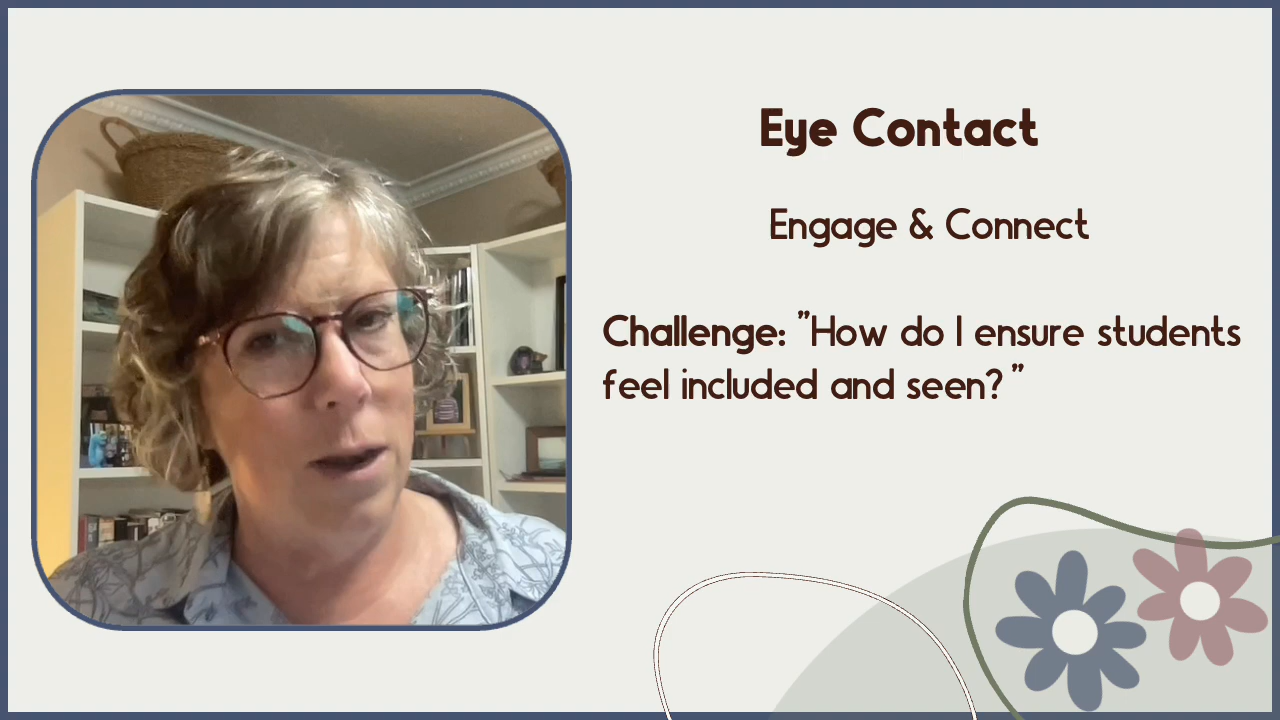 Eye Contact
Engage & Connect
Challenge: "How do I ensure students
feel included and seen? "